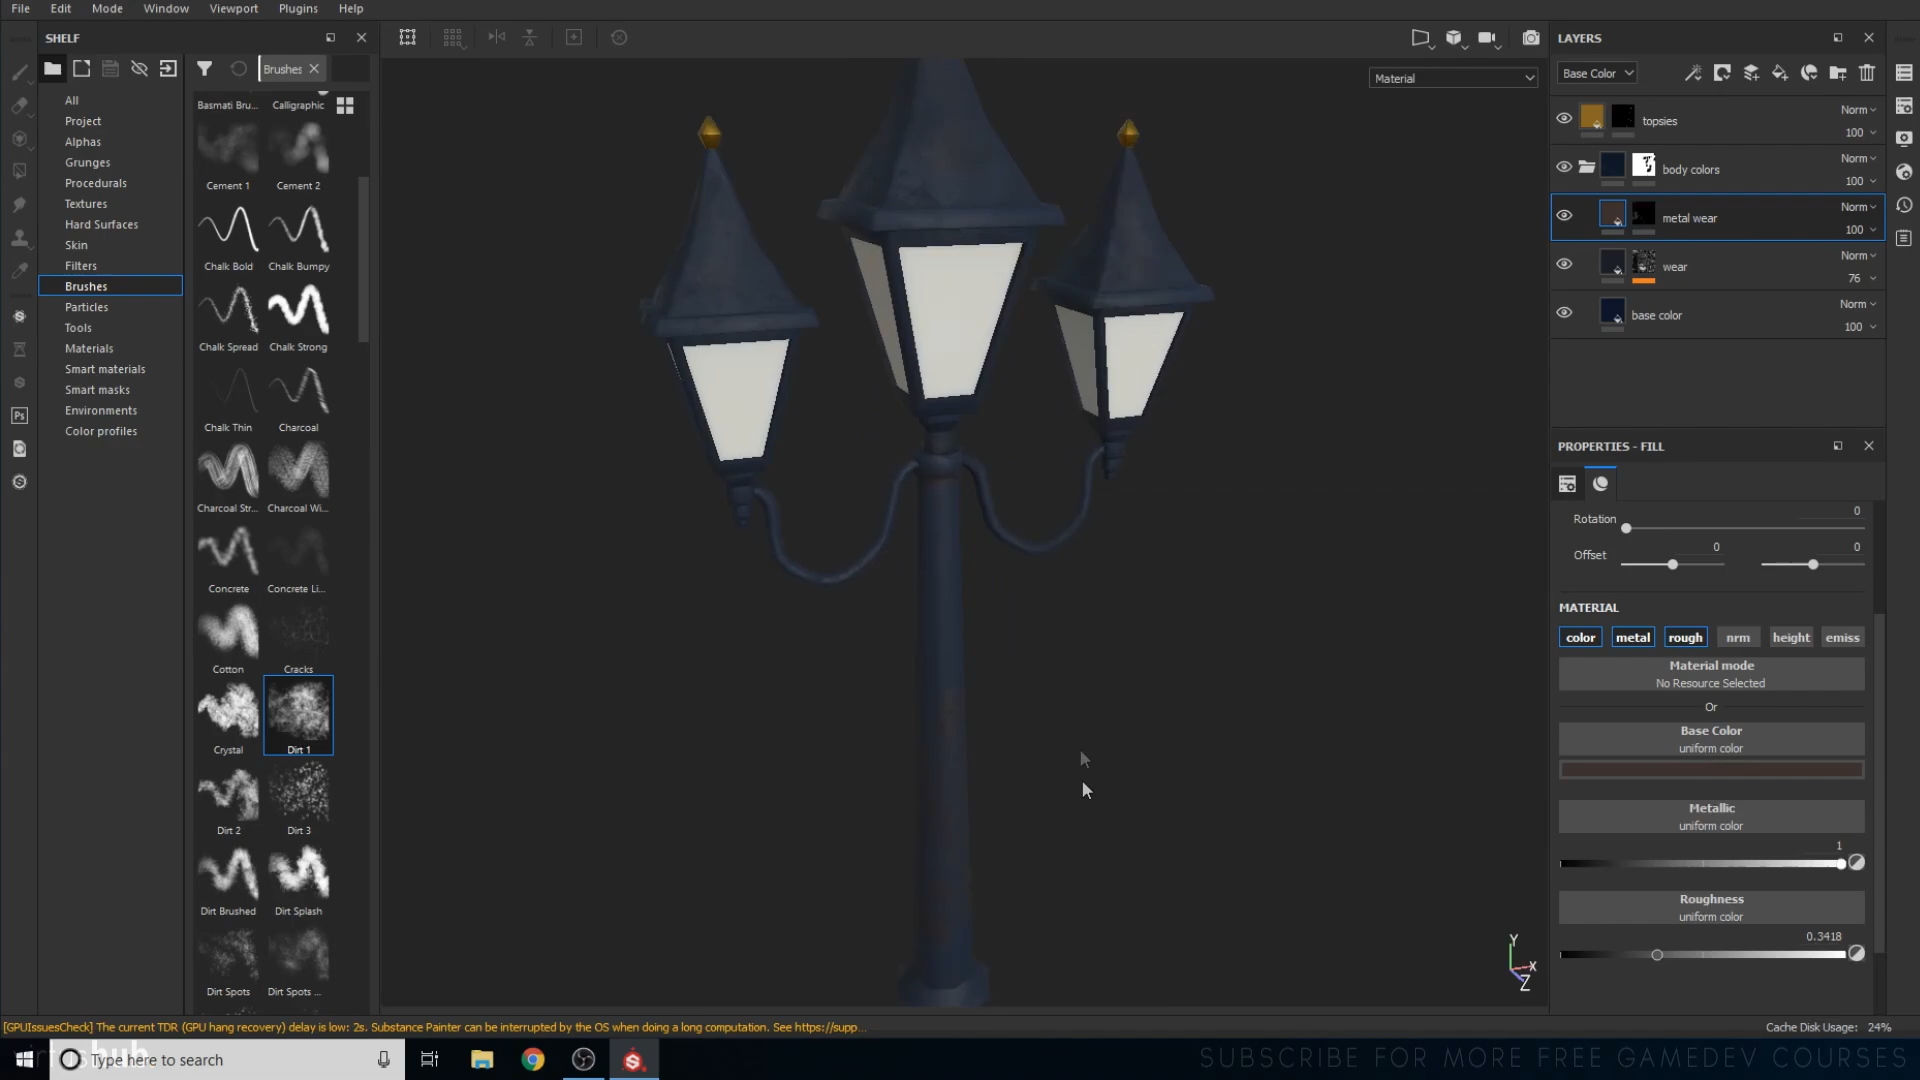 File Edit Mode Window Viewport Plugins Help
SHELF
Brushes
All
Project
Alphas
Grunges
Procedurals
Textures
Hard Surfaces
Skin
Filters
Brushes
Particles
Tools
Materials
Smart materials
Smart masks
Environments
Color profiles
Basmati Bru... Calligraphic
Cement 1 Cement 2
Chalk Bold Chalk Bumpy
Chalk Spread Chalk Strong
Chalk Thin Charcoal
Charcoal Str... Charcoal Wi...
Concrete Concrete Li...
Cotton Cracks
Crystal Dirt 1
Dirt 2 Dirt 3
Dirt Brushed Dirt Splash
Dirt Spots Dirt Spots ...
Material
Y
X
Z
LAYERS
Base Color
topsies Norm 100
body colors Norm 100
metal wear Norm 100
wear Norm 76
base color Norm 100
PROPERTIES - FILL
Rotation 0
Offset 0 0
MATERIAL
color metal rough nrm height emiss
Material mode
No Resource Selected
Or
Base Color
uniform color
Metallic
uniform color
1
Roughness
uniform color
0.3418
[GPUIssuesCheck] The current TDR (GPU hang recovery) delay is low: 2s. Substance Painter can be interrupted by the OS when doing a long computation. See https://supp...
Cache Disk Usage: 24%
Ps
Type here to search
SUBSCRIBE FOR MORE FREE GAMEDEV COURSES